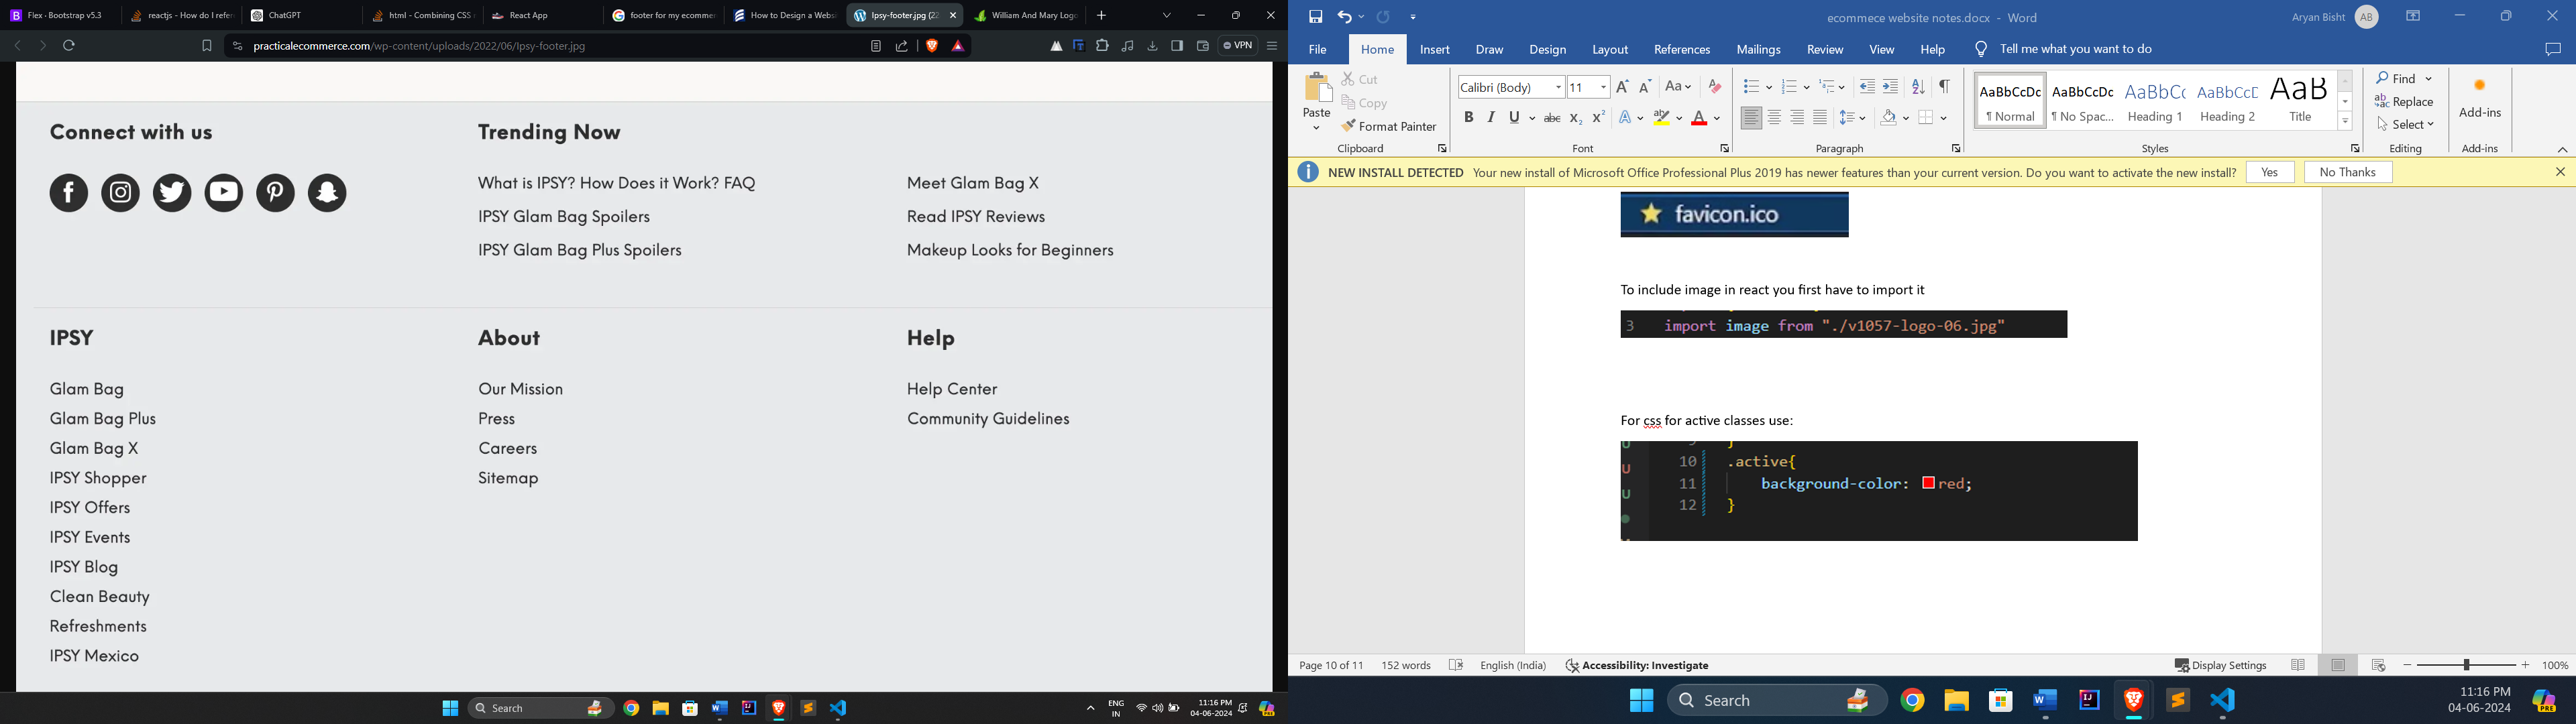 Flex · Bootstrap v5.3
reactjs - How do I refere
ChatGPT
html - Combining CSS s
React App
footer for my ecommer
How to Design a Websi
Ipsy-footer.jpg (22
William And Mary Logo
practicalecommerce.com/wp-content/uploads/2022/06/Ipsy-footer.jpg
VPN
Connect with us
Trending Now
What is IPSY? How Does it Work? FAQ
Meet Glam Bag X
IPSY Glam Bag Spoilers
Read IPSY Reviews
IPSY Glam Bag Plus Spoilers
Makeup Looks for Beginners
IPSY
Glam Bag
Glam Bag Plus
Glam Bag X
IPSY Shopper
IPSY Offers
IPSY Events
IPSY Blog
Clean Beauty
Refreshments
IPSY Mexico
About
Our Mission
Press
Careers
Sitemap
Help
Help Center
Community Guidelines
Search
ENG
IN
11:16 PM
04-06-2024
ecommece website notes.docx - Word
Aryan Bisht AB
File Home Insert Draw Design Layout References Mailings Review View Help Tell me what you want to do
Paste
Cut
Copy
Format Painter
Clipboard
Calibri (Body) 11
Font
Paragraph
AaBbCcDc AaBbCcDc AaBbCc AaBbCcD AaB
¶ Normal ¶ No Spac... Heading 1 Heading 2 Title
Styles
Find
Replace
Select
Editing
Add-ins
Add-ins
NEW INSTALL DETECTED Your new install of Microsoft Office Professional Plus 2019 has newer features than your current version. Do you want to activate the new install? Yes No Thanks
favicon.ico
To include image in react you first have to import it
3 import image from "./v1057-logo-06.jpg"
For css for active classes use:
10 .active{
11 background-color: red;
12 }
Page 10 of 11 152 words English (India) Accessibility: Investigate
Display Settings 100%
Search
11:16 PM
04-06-2024